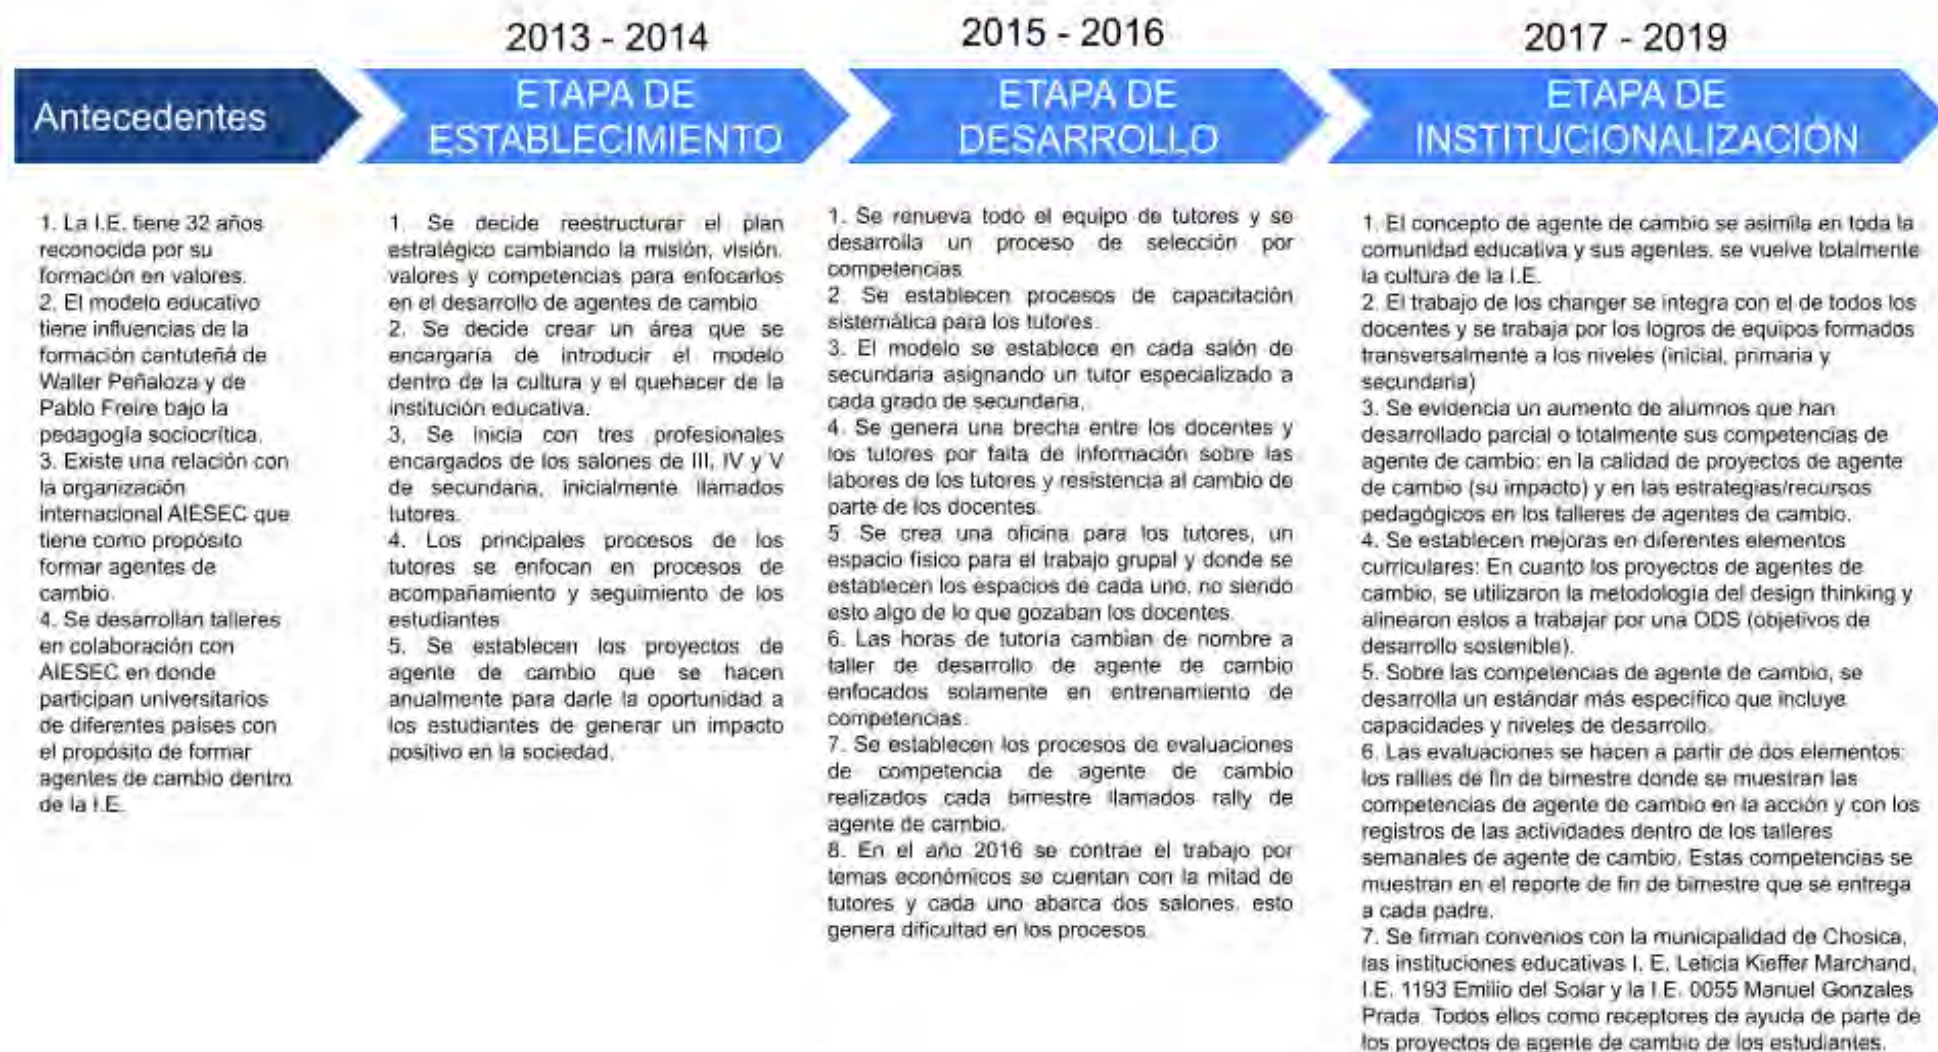 2013 - 2014
2015 - 2016
2017 - 2019
Antecedentes
ETAPA DE
ESTABLECIMIENTO
ETAPA DE
DESARROLLO
ETAPA DE
INSTITUCIONALIZACIÓN
1. La I.E. tiene 32 años
reconocida por su
formación en valores.
2. El modelo educativo
tiene influencias de la
formación cantuteña de
Walter Peñaloza y de
Pablo Freire bajo la
pedagogía sociocrítica.
3. Existe una relación con
la organización
internacional AIESEC que
tiene como propósito
formar agentes de
cambio.
4. Se desarrollan talleres
en colaboración con
AIESEC en donde
participan universitarios
de diferentes países con
el propósito de formar
agentes de cambio dentro
de la I.E.
1. Se decide reestructurar el plan
estratégico cambiando la misión, visión,
valores y competencias para enfocarlos
en el desarrollo de agentes de cambio
2. Se decide crear un área que se
encargaría de introducir el modelo
dentro de la cultura y el quehacer de la
institución educativa.
3. Se inicia con tres profesionales
encargados de los salones de III, IV y V
de secundaria, inicialmente llamados
tutores.
4. Los principales procesos de los
tutores se enfocan en procesos de
acompañamiento y seguimiento de los
estudiantes
5. Se establecen los proyectos de
agente de cambio que se hacen
anualmente para darle la oportunidad a
los estudiantes de generar un impacto
positivo en la sociedad.
1. Se renueva todo el equipo de tutores y se
desarrolla un proceso de selección por
competencias
2. Se establecen procesos de capacitación
sistemática para los tutores.
3. El modelo se establece en cada salón de
secundaria asignando un tutor especializado a
cada grado de secundaria.
4. Se genera una brecha entre los docentes y
los tutores por falta de información sobre las
labores de los tutores y resistencia al cambio de
parte de los docentes.
5. Se crea una oficina para los tutores, un
espacio físico para el trabajo grupal y donde se
establecen los espacios de cada uno, no siendo
esto algo de lo que gozaban los docentes.
6. Las horas de tutoría cambian de nombre a
taller de desarrollo de agente de cambio
enfocados solamente en entrenamiento de
competencias.
7. Se establecen los procesos de evaluaciones
de competencia de agente de cambio
realizados cada bimestre llamados rally de
agente de cambio.
8. En el año 2016 se contrae el trabajo por
temas económicos se cuentan con la mitad de
tutores y cada uno abarca dos salones, esto
genera dificultad en los procesos.
1. El concepto de agente de cambio se asimila en toda la
comunidad educativa y sus agentes, se vuelve totalmente
la cultura de la I.E.
2. El trabajo de los changer se integra con el de todos los
docentes y se trabaja por los logros de equipos formados
transversalmente a los niveles (inicial, primaria y
secundaria)
3. Se evidencia un aumento de alumnos que han
desarrollado parcial o totalmente sus competencias de
agente de cambio: en la calidad de proyectos de agente
de cambio (su impacto) y en las estrategias/recursos
pedagógicos en los talleres de agentes de cambio.
4. Se establecen mejoras en diferentes elementos
curriculares: En cuanto los proyectos de agentes de
cambio, se utilizaron la metodología del design thinking y
alinearon estos a trabajar por una ODS (objetivos de
desarrollo sostenible).
5. Sobre las competencias de agente de cambio, se
desarrolla un estándar más específico que incluye
capacidades y niveles de desarrollo.
6. Las evaluaciones se hacen a partir de dos elementos:
los rallies de fin de bimestre donde se muestran las
competencias de agente de cambio en la acción y con los
registros de las actividades dentro de los talleres
semanales de agente de cambio. Estas competencias se
muestran en el reporte de fin de bimestre que se entrega
a cada padre.
7. Se firman convenios con la municipalidad de Chosica,
las instituciones educativas I. E. Leticia Kieffer Marchand,
I.E. 1193 Emilio del Solar y la I.E. 0055 Manuel Gonzales
Prada. Todos ellos como receptores de ayuda de parte de
los proyectos de agente de cambio de los estudiantes.